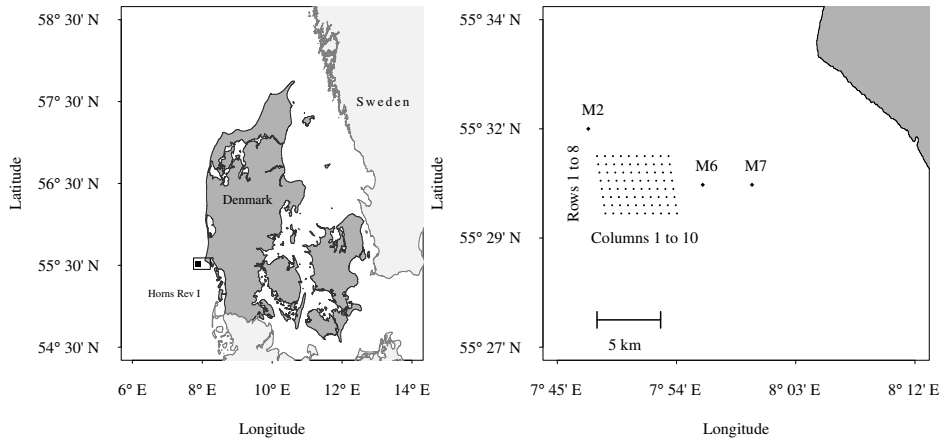 58° 30' N
57° 30' N
56° 30' N
55° 30' N
54° 30' N
Latitude
Sweden
Denmark
Horns Rev I
6° E
8° E
10° E
12° E
14° E
Longitude
55° 34' N
55° 32' N
55° 29' N
55° 27' N
Latitude
M2
M6
M7
Rows 1 to 8
Columns 1 to 10
5 km
7° 45' E
7° 54' E
8° 03' E
8° 12' E
Longitude